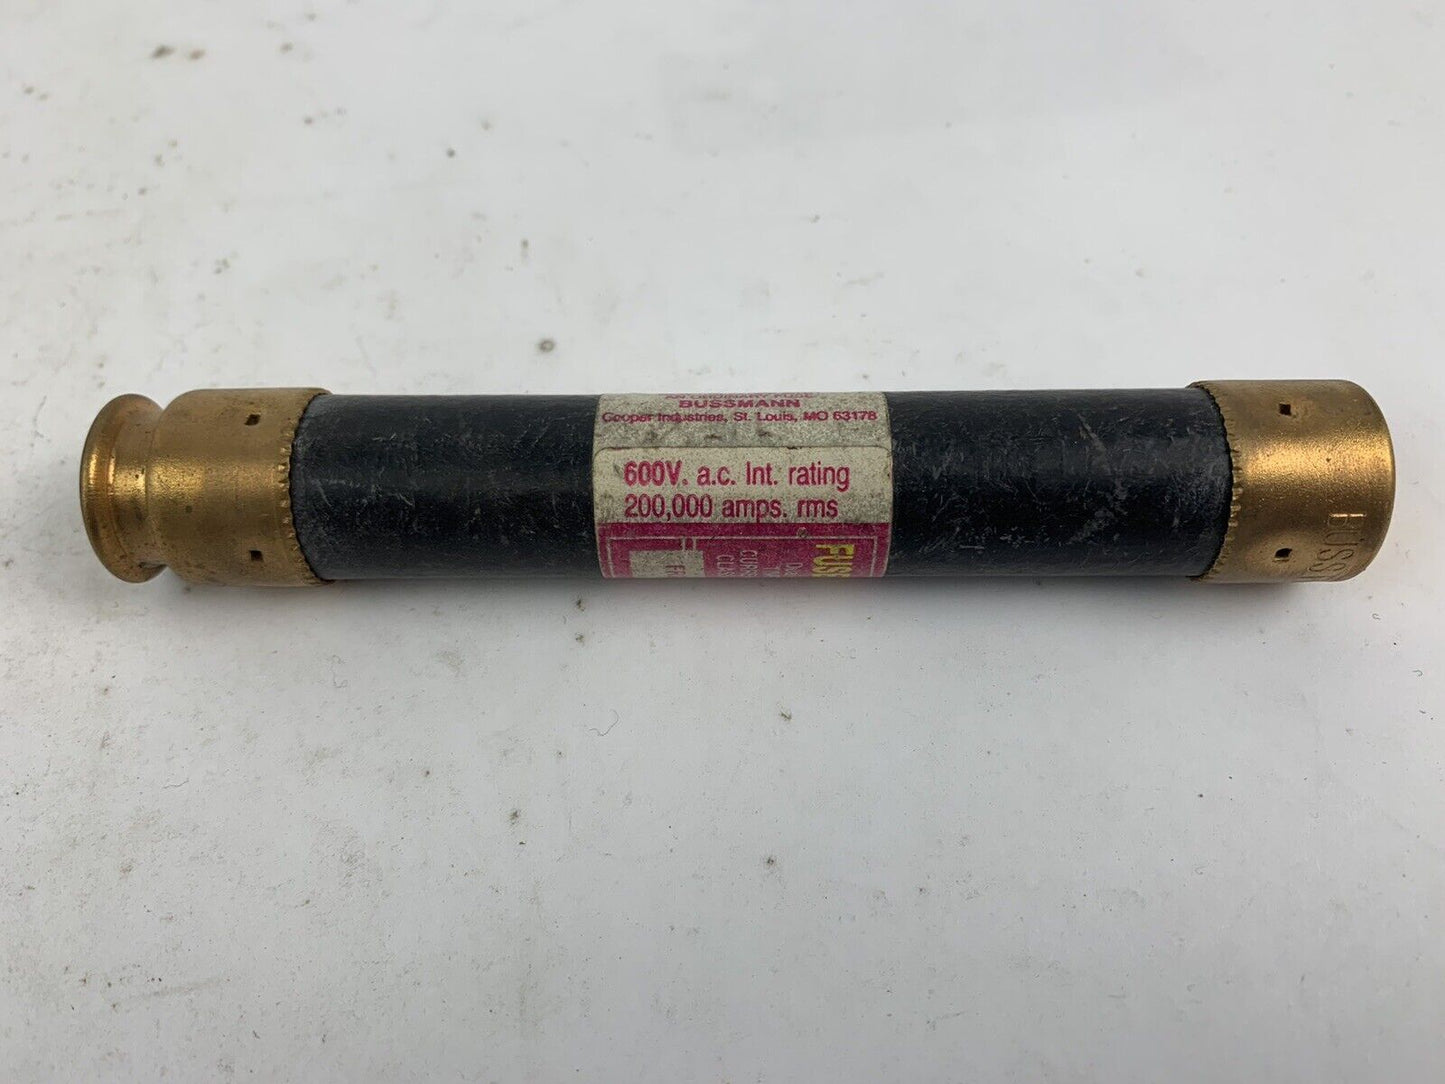 BUSSMANN
Cooper Industries, St. Louis, MO 63178
600V. a.c. Int. rating
200,000 amps. rms
FUS
BUSS